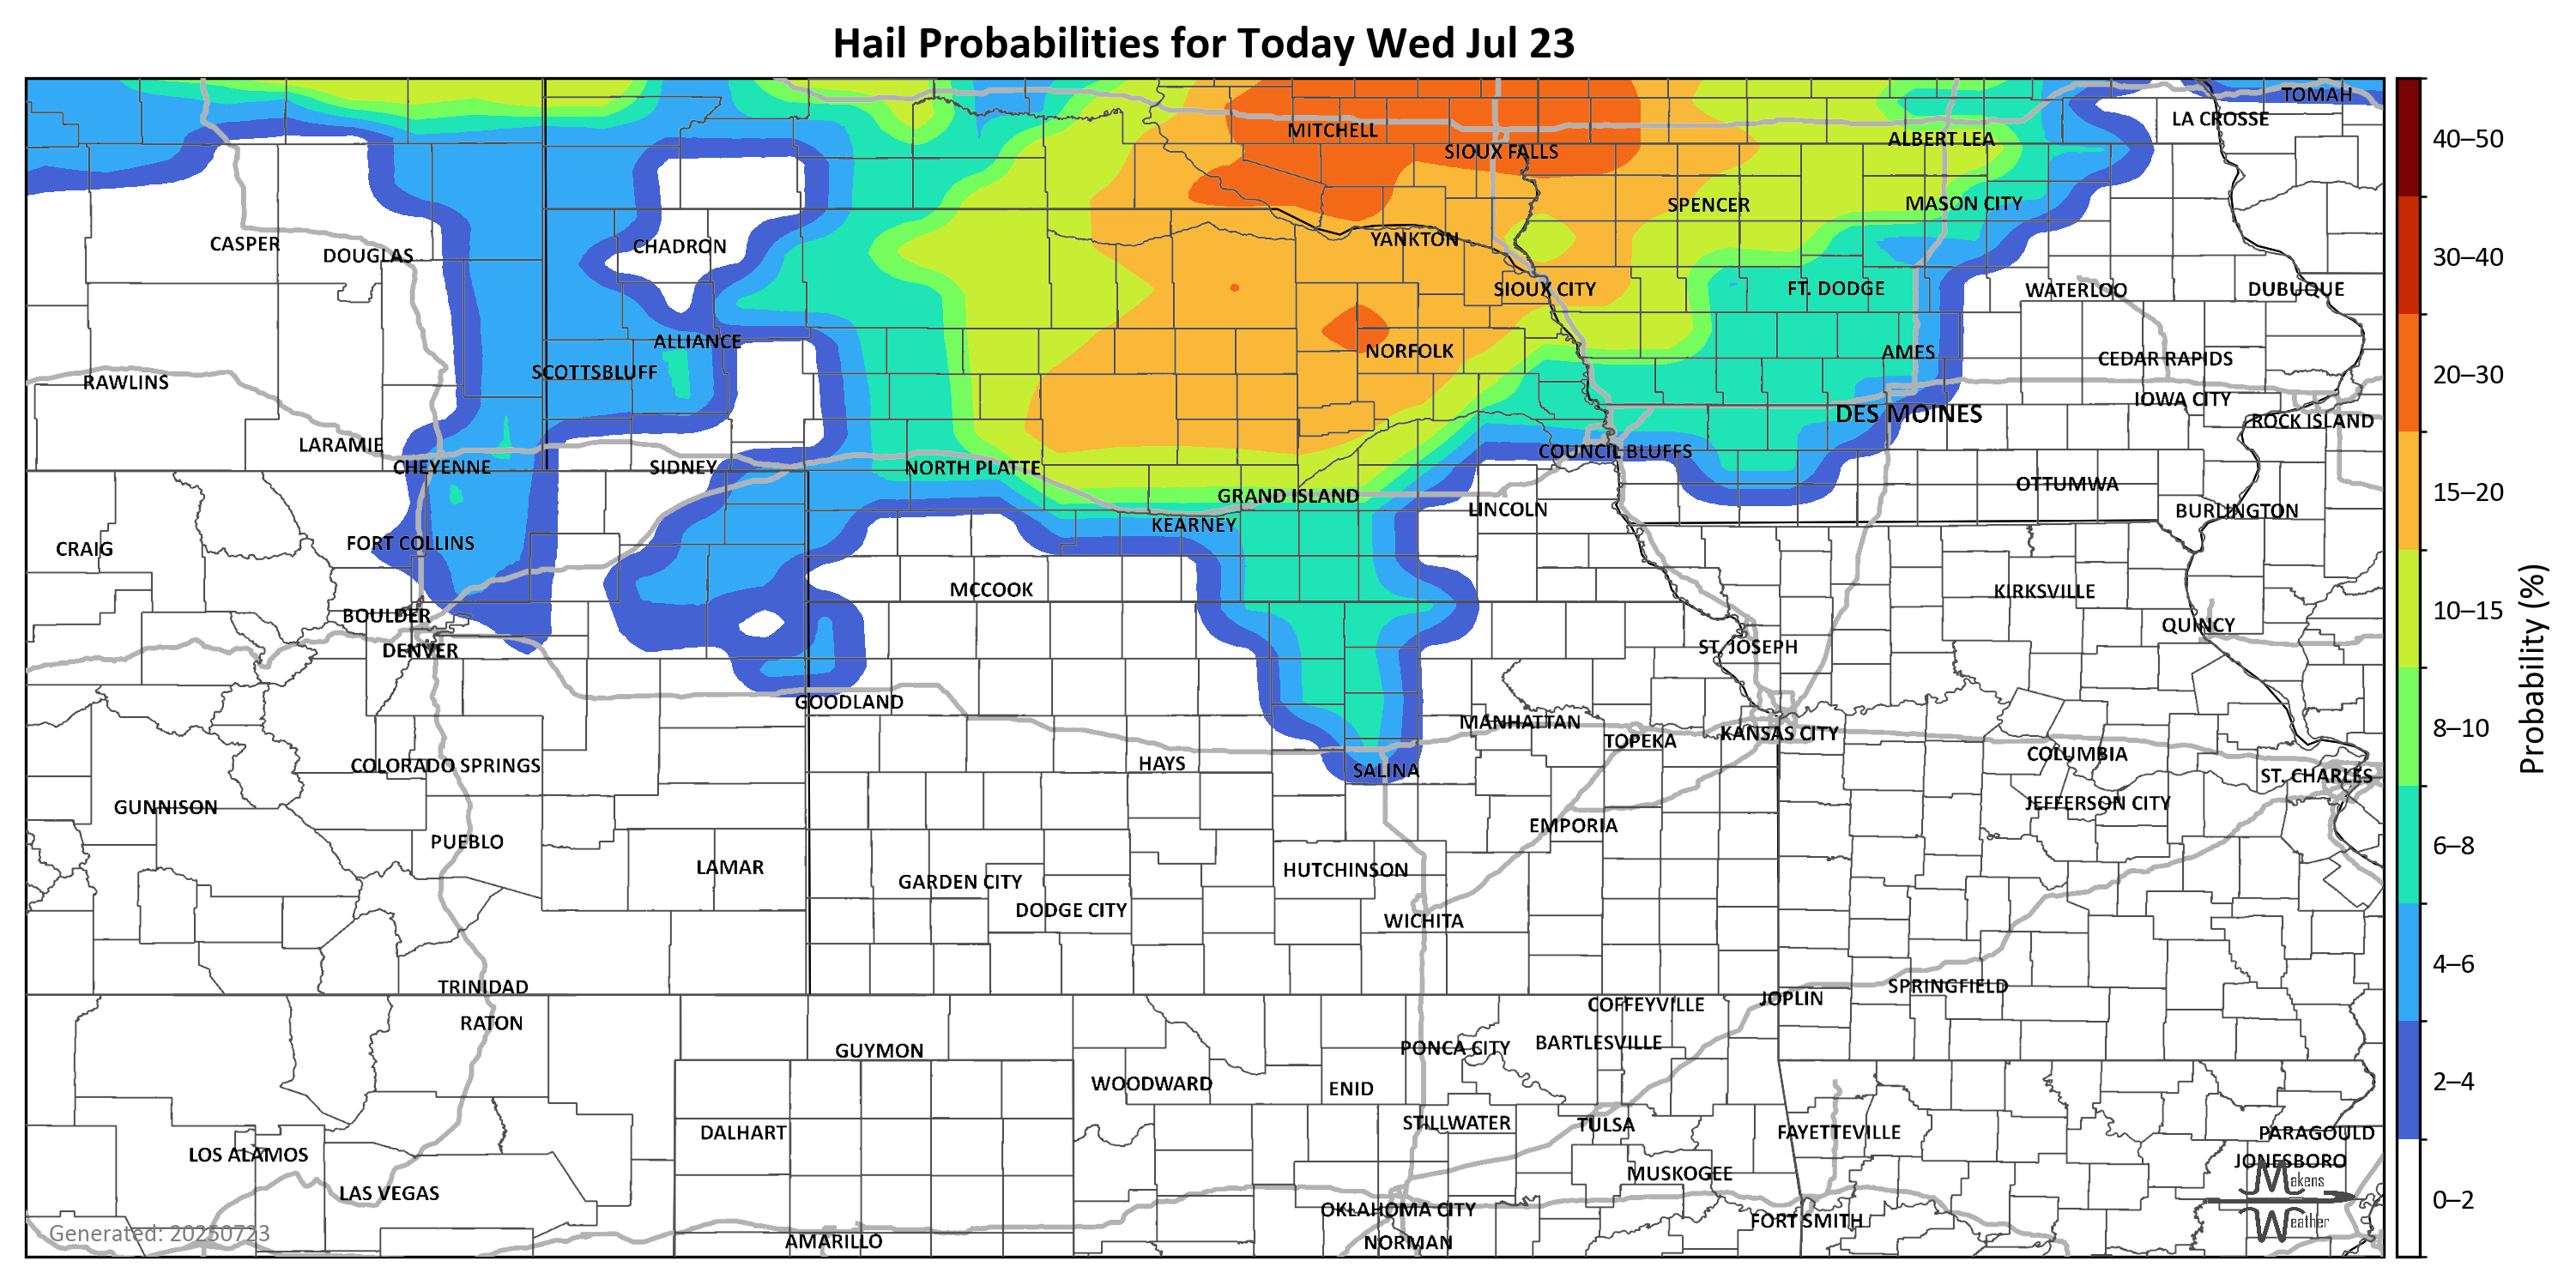 Hail Probabilities for Today Wed Jul 23
TOMAH
LA CROSSE
MITCHELL
ALBERT LEA
SIOUX FALLS
SPENCER
MASON CITY
YANKTON
CASPER
CHADRON
DOUGLAS
SIOUX CITY
FT. DODGE
WATERLOO
DUBUQUE
ALLIANCE
NORFOLK
AMES
CEDAR RAPIDS
SCOTTSBLUFF
RAWLINS
IOWA CITY
DES MOINES
ROCK ISLAND
LARAMIE
COUNCIL BLUFFS
CHEYENNE
SIDNEY
NORTH PLATTE
OTTUMWA
GRAND ISLAND
LINCOLN
BURLINGTON
KEARNEY
CRAIG
FORT COLLINS
MCCOOK
KIRKSVILLE
BOULDER
QUINCY
DENVER
ST. JOSEPH
GOODLAND
MANHATTAN
TOPEKA
KANSAS CITY
COLUMBIA
COLORADO SPRINGS
HAYS
SALINA
ST. CHARLES
GUNNISON
JEFFERSON CITY
EMPORIA
PUEBLO
LAMAR
HUTCHINSON
GARDEN CITY
DODGE CITY
WICHITA
TRINIDAD
SPRINGFIELD
COFFEYVILLE
JOPLIN
RATON
GUYMON
PONCA CITY
BARTLESVILLE
WOODWARD
ENID
STILLWATER
TULSA
DALHART
FAYETTEVILLE
PARAGOULD
LOS ALAMOS
JONESBORO
MUSKOGEE
LAS VEGAS
OKLAHOMA CITY
FORT SMITH
AMARILLO
NORMAN
Generated: 20250723
Makens
Weather
40–50
30–40
20–30
15–20
10–15
8–10
6–8
4–6
2–4
0–2
Probability (%)